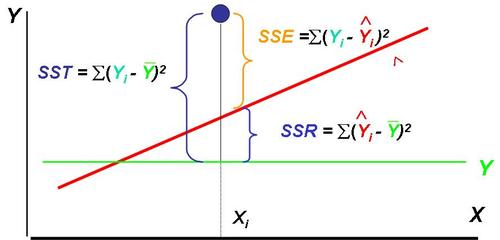 Y
SSE = ∑(Yᵢ - Ŷᵢ)²
SST = ∑(Yᵢ - Ȳ)²
^
SSR = ∑(Ŷᵢ - Ȳ)²
Y
Xᵢ
X